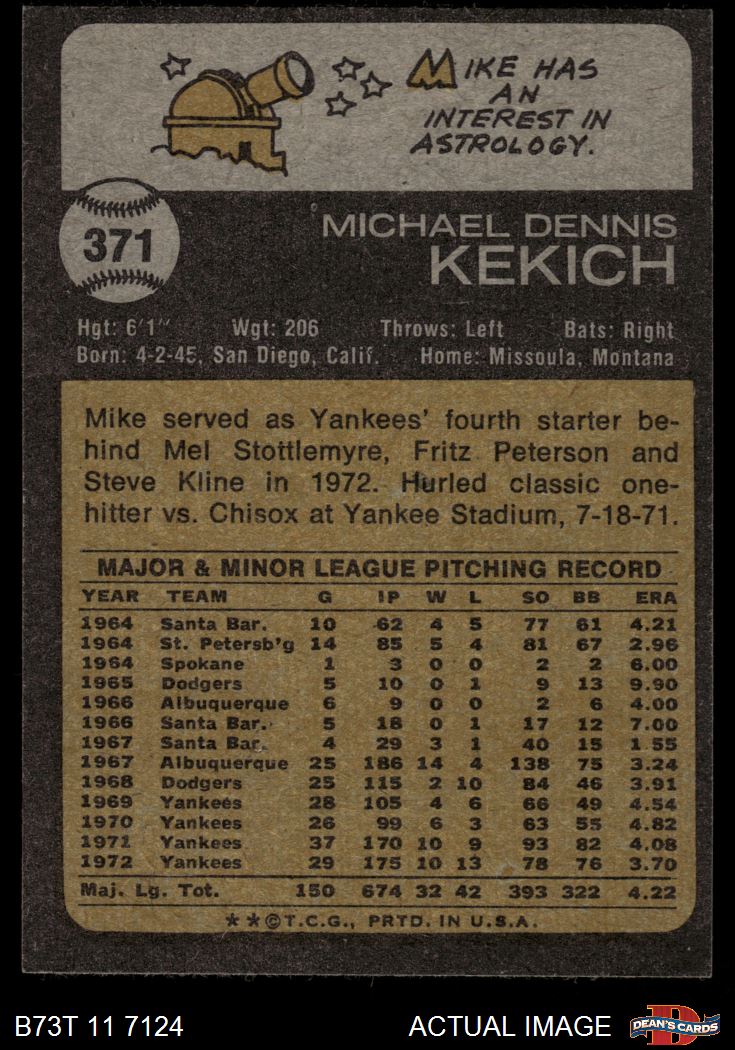 MIKE HAS
AN
INTEREST IN
ASTROLOGY.
371
MICHAEL DENNIS
KEKICH
Hgt: 6'1" Wgt: 206 Throws: Left Bats: Right
Born: 4-2-45, San Diego, Calif. Home: Missoula, Montana
Mike served as Yankees' fourth starter be-
hind Mel Stottlemyre, Fritz Peterson and
Steve Kline in 1972. Hurled classic one-
hitter vs. Chisox at Yankee Stadium, 7-18-71.
MAJOR & MINOR LEAGUE PITCHING RECORD
YEAR TEAM G IP W L SO BB ERA
1964 Santa Bar. 10 62 4 5 77 61 4.21
1964 St. Petersb'g 14 85 5 4 81 67 2.96
1964 Spokane 1 3 0 0 2 2 6.00
1965 Dodgers 5 10 0 1 9 13 9.90
1966 Albuquerque 6 9 0 0 2 6 4.00
1966 Santa Bar. 5 18 0 1 17 12 7.00
1967 Santa Bar. 4 29 3 1 40 15 1.55
1967 Albuquerque 25 186 14 4 138 75 3.24
1968 Dodgers 25 115 2 10 84 46 3.91
1969 Yankees 28 105 4 6 66 49 4.54
1970 Yankees 26 99 6 3 63 55 4.82
1971 Yankees 37 170 10 9 93 82 4.08
1972 Yankees 29 175 10 13 78 76 3.70
Maj. Lg. Tot. 150 674 32 42 393 322 4.22
★★©T.C.G., PRTD. IN U.S.A.
B73T 11 7124 ACTUAL IMAGE DEAN'S CARDS